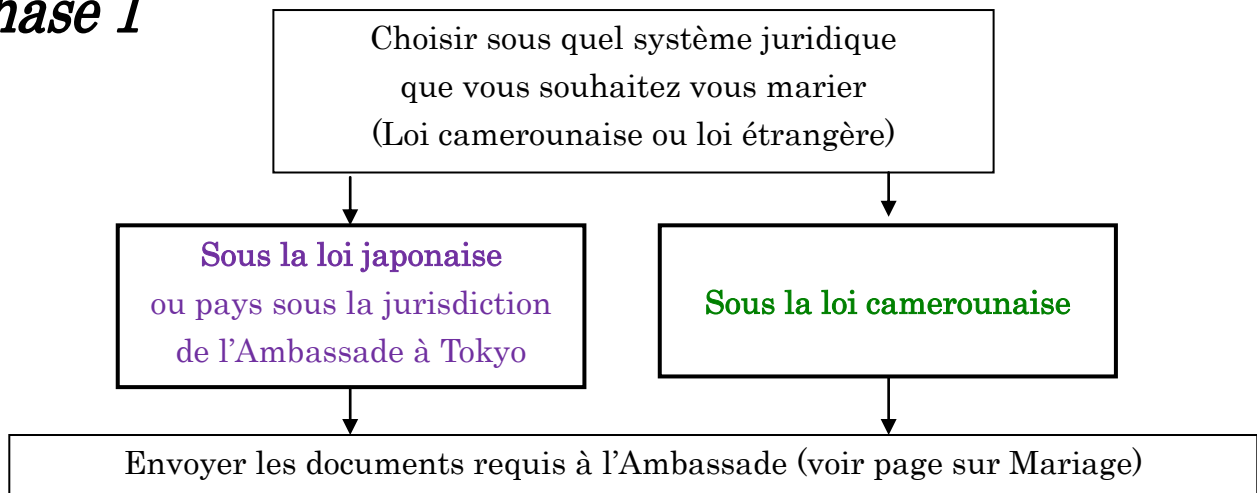 hase 1
Choisir sous quel système juridique
que vous souhaitez vous marier
(Loi camerounaise ou loi étrangère)
Sous la loi japonaise
ou pays sous la jurisdiction
de l’Ambassade à Tokyo
Sous la loi camerounaise
Envoyer les documents requis à l’Ambassade (voir page sur Mariage)